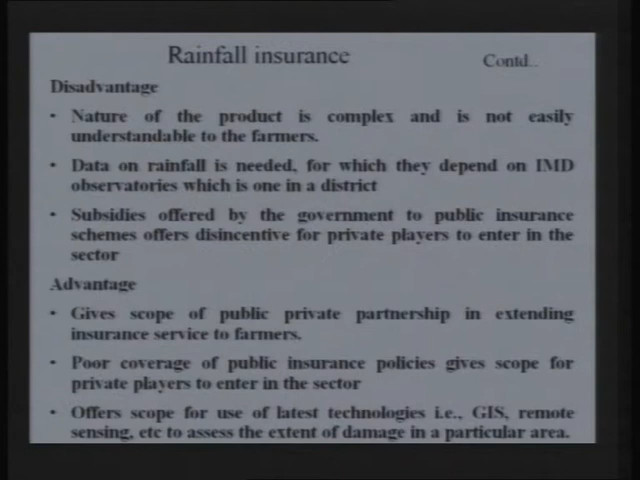 Rainfall insurance
Contd..
Disadvantage
• Nature of the product is complex and is not easily
understandable to the farmers.
• Data on rainfall is needed, for which they depend on IMD
observatories which is one in a district
• Subsidies offered by the government to public insurance
schemes offers disincentive for private players to enter in the
sector
Advantage
• Gives scope of public private partnership in extending
insurance service to farmers.
• Poor coverage of public insurance policies gives scope for
private players to enter in the sector
• Offers scope for use of latest technologies i.e., GIS, remote
sensing, etc to assess the extent of damage in a particular area.